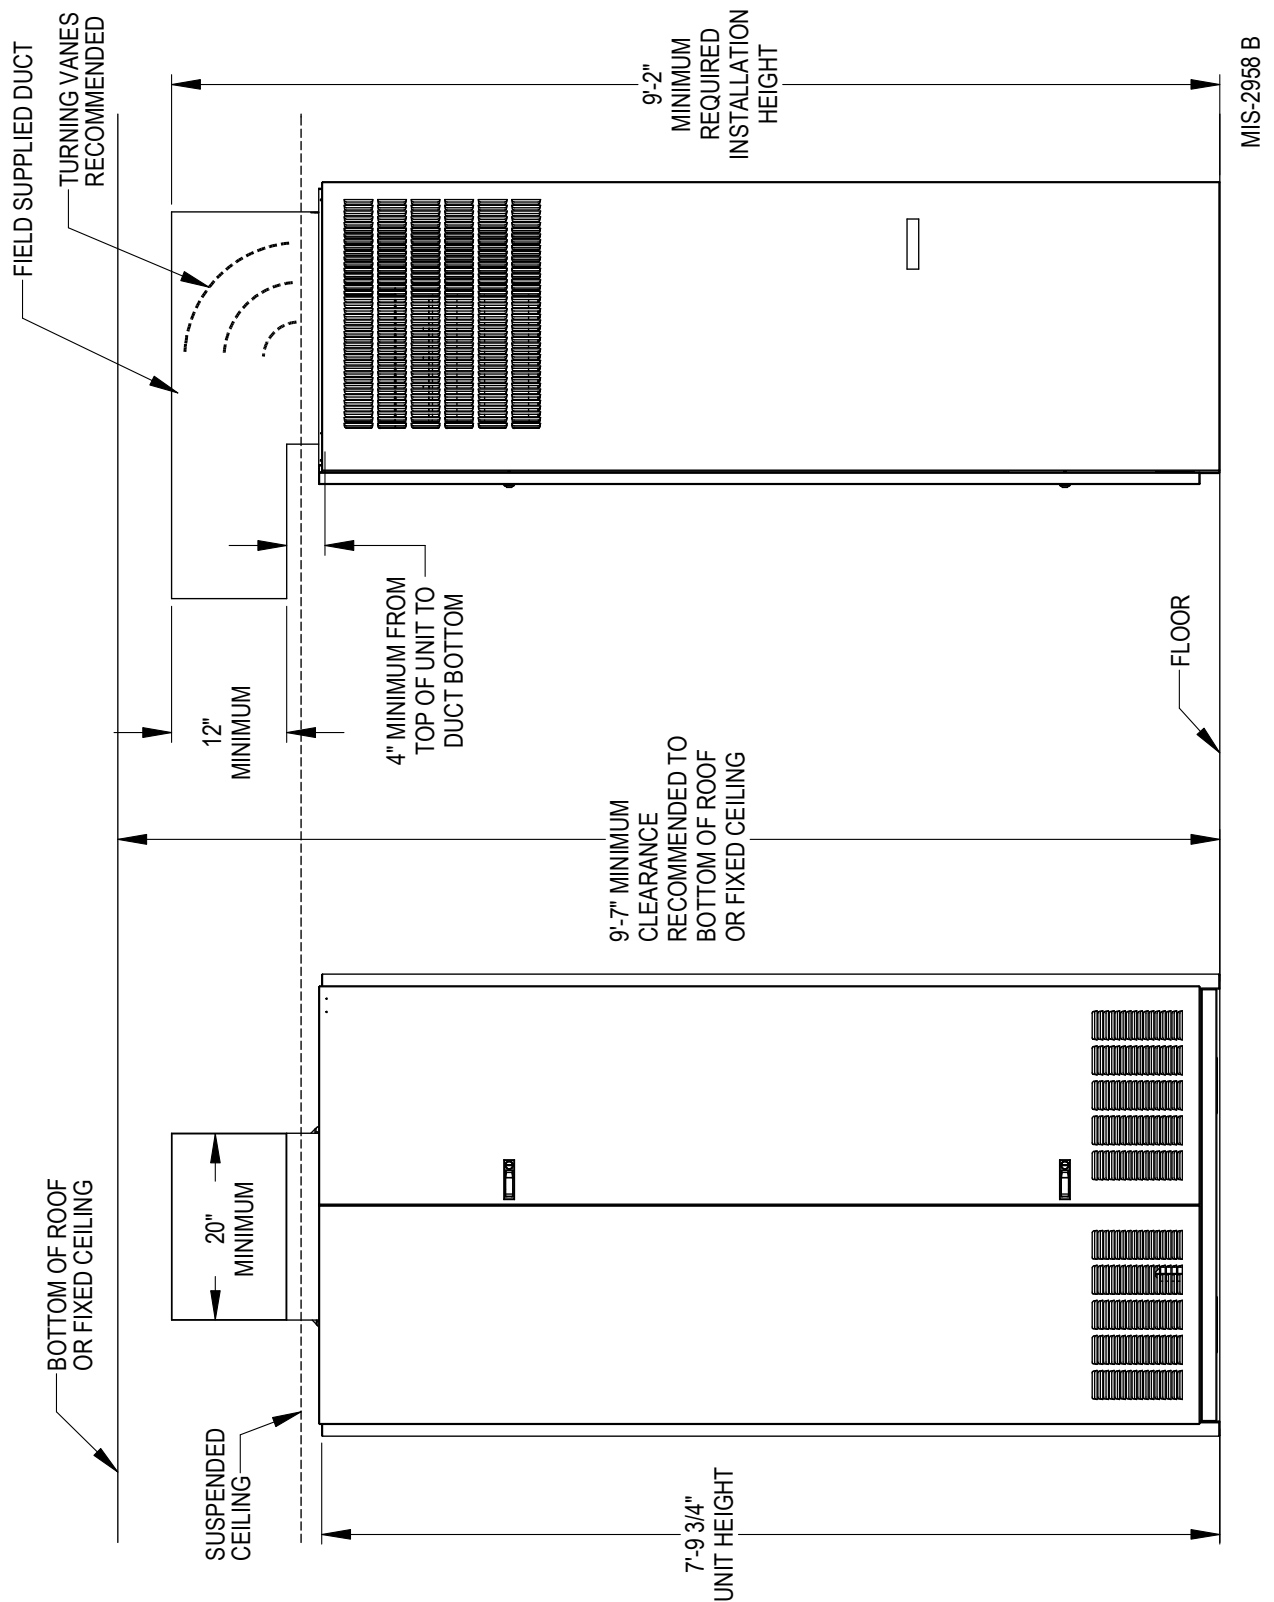 BOTTOM OF ROOF
OR FIXED CEILING
SUSPENDED
CEILING
20"
MINIMUM
7'-9 3/4"
UNIT HEIGHT
9'-7" MINIMUM
CLEARANCE
RECOMMENDED TO
BOTTOM OF ROOF
OR FIXED CEILING
12"
MINIMUM
4" MINIMUM FROM
TOP OF UNIT TO
DUCT BOTTOM
FLOOR
FIELD SUPPLIED DUCT
TURNING VANES
RECOMMENDED
9'-2"
MINIMUM
REQUIRED
INSTALLATION
HEIGHT
MIS-2958 B